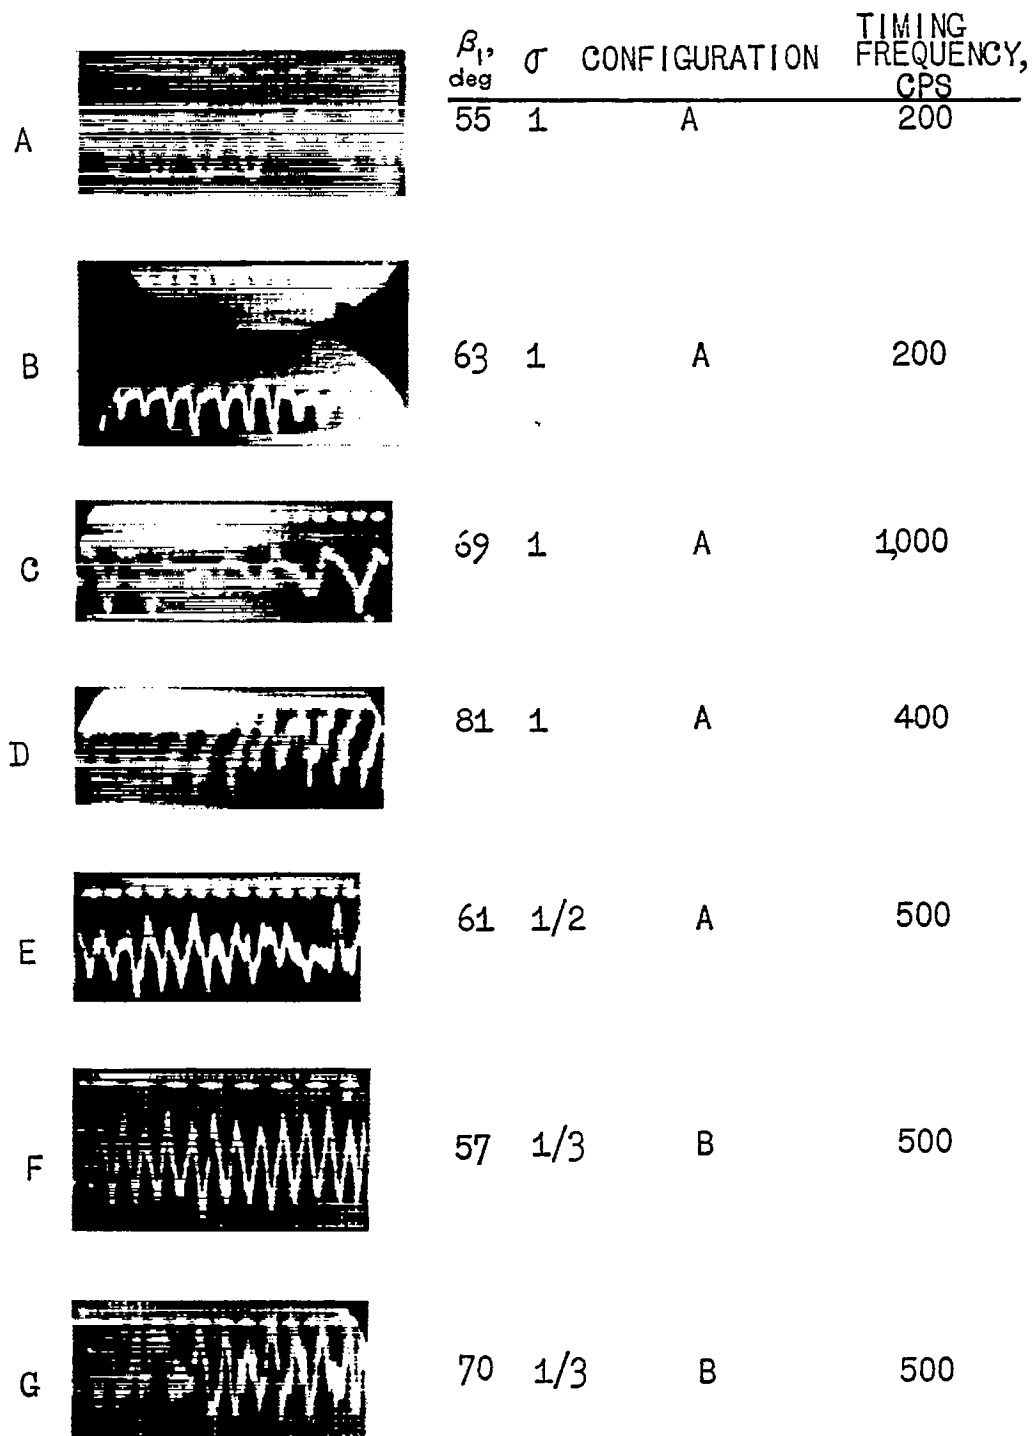 β₁, deg σ CONFIGURATION TIMING FREQUENCY, CPS
A 55 1 A 200
B 63 1 A 200
C 69 1 A 1,000
D 81 1 A 400
E 61 1/2 A 500
F 57 1/3 B 500
G 70 1/3 B 500